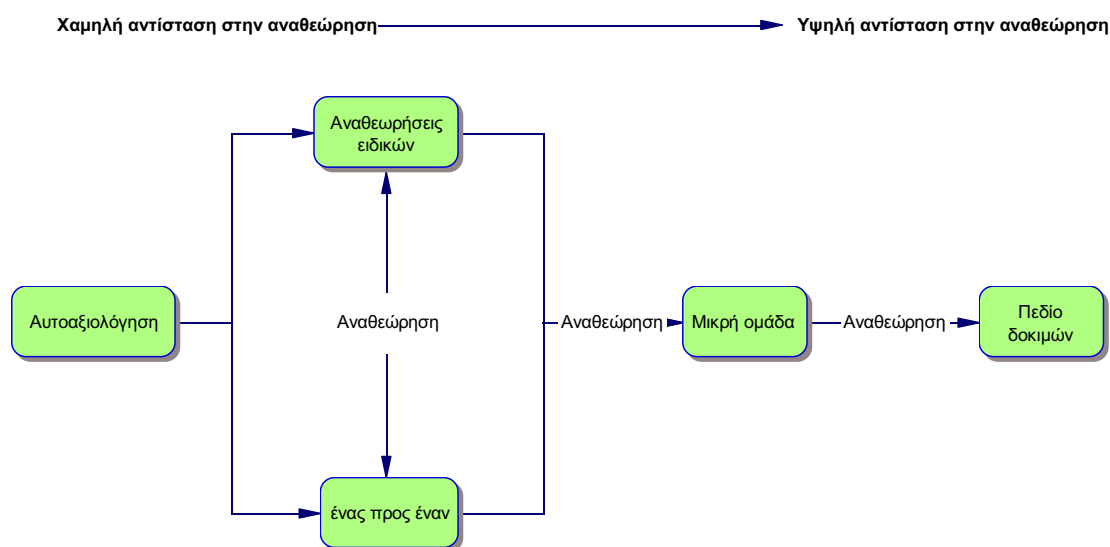 Χαμηλή αντίσταση στην αναθεώρηση
Υψηλή αντίσταση στην αναθεώρηση
Αναθεωρήσεις
ειδικών
Αυτοαξιολόγηση
Αναθεώρηση
Αναθεώρηση
Μικρή ομάδα
Αναθεώρηση
Πεδίο
δοκιμών
ένας προς έναν